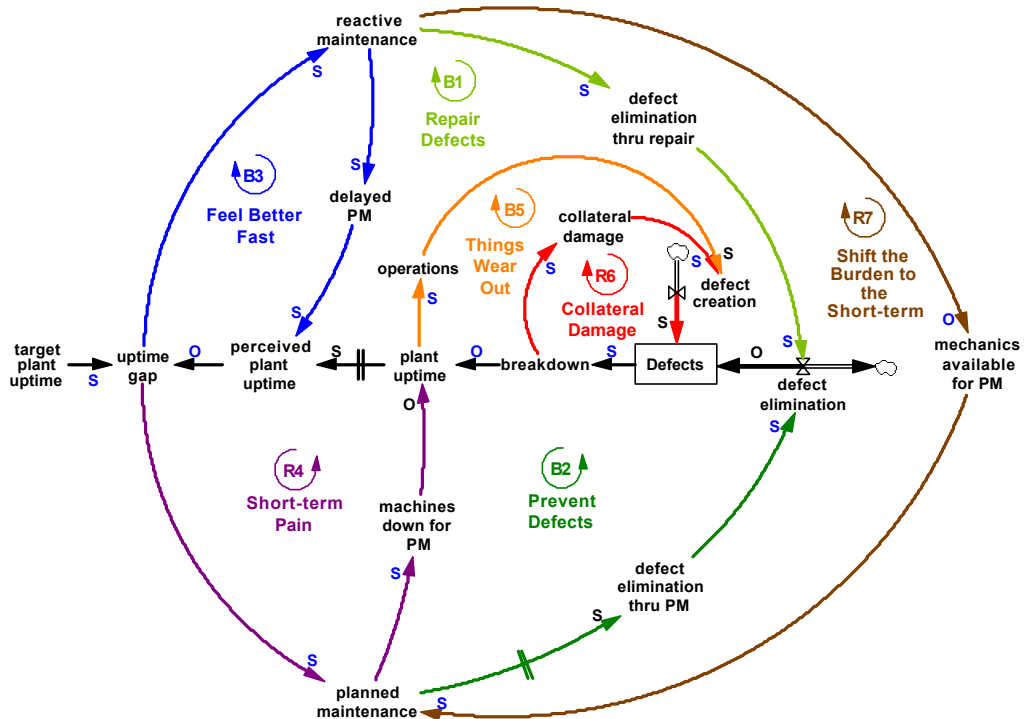 reactive
maintenance
S
B1
Repair
Defects
S
defect
elimination
thru repair
S
B3
Feel Better
Fast
S
delayed
PM
B5
Things
Wear
Out
collateral
damage
R7
Shift the
Burden to
the
Short-term
operations
S
R6
Collateral
Damage
S
S
S
defect
creation
S
S
S
O
target
plant
uptime
S
uptime
gap
O
perceived
plant
uptime
S
plant
uptime
O
breakdown
S
Defects
O
S
defect
elimination
mechanics
available
for PM
O
S
R4
Short-term
Pain
machines
down for
PM
S
B2
Prevent
Defects
defect
elimination
thru PM
S
S
planned
maintenance
S